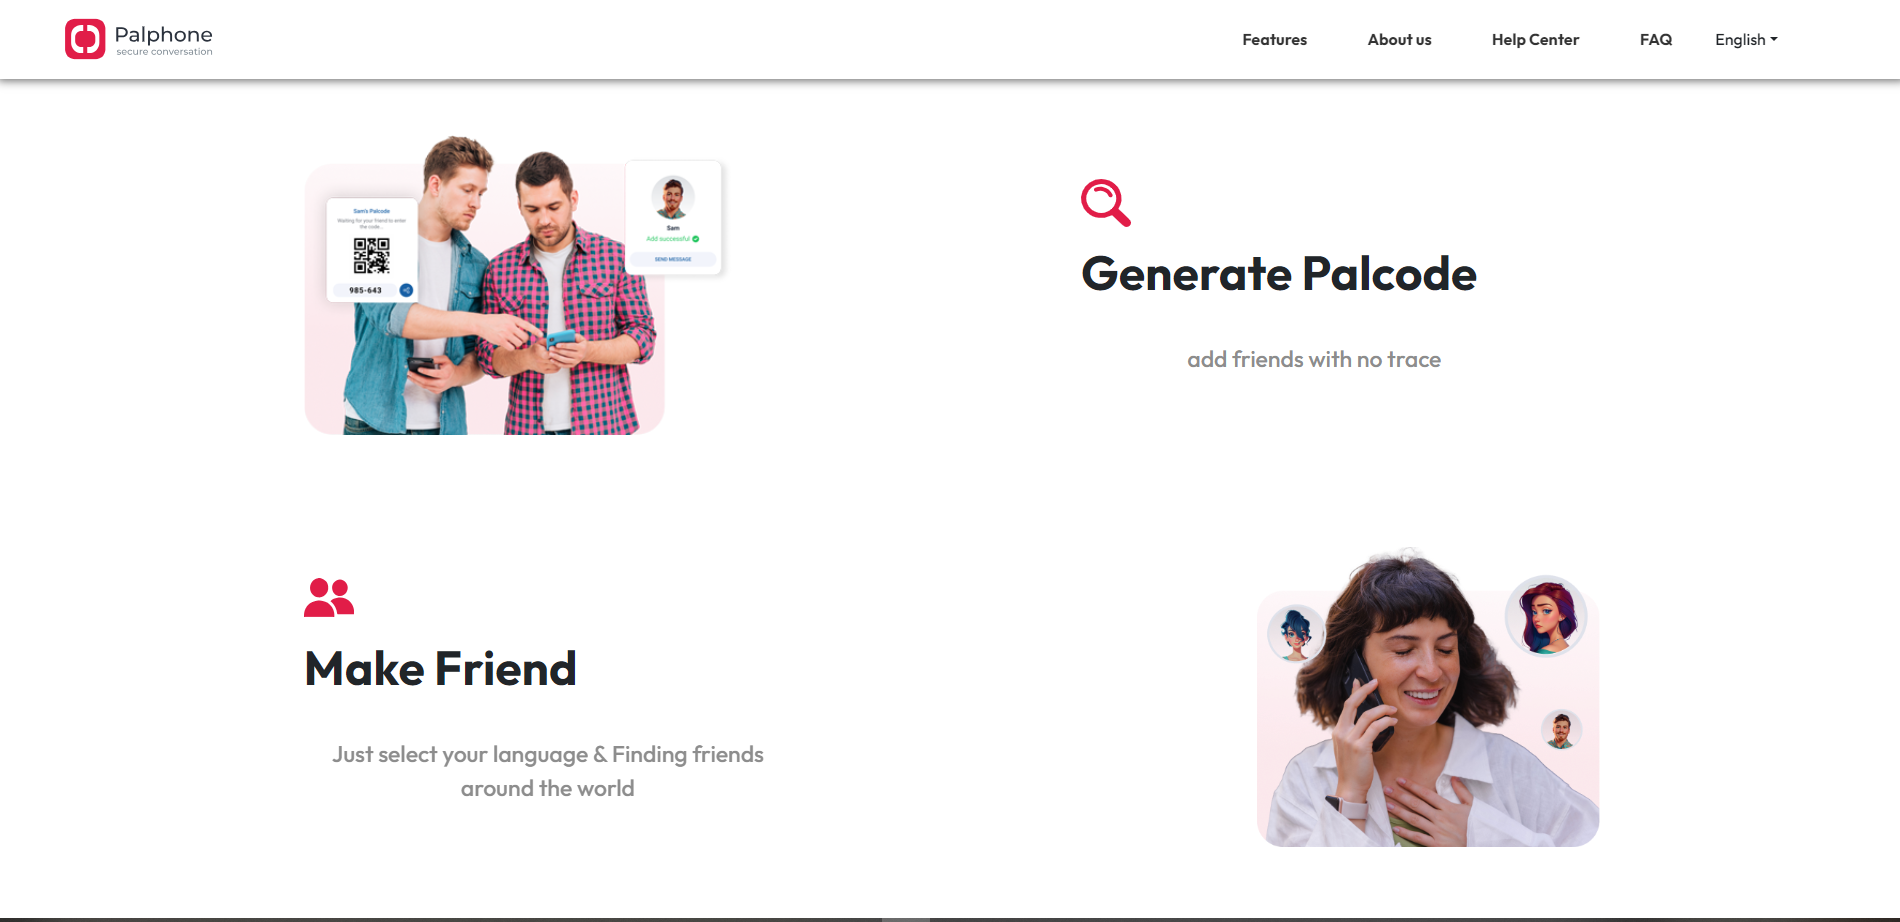 Palphone
secure conversation
Features
About us
Help Center
FAQ
English
Sam's Palcode
Waiting for your friend to enter
the code...
985-643
Sam
Add successful
SEND MESSAGE
Generate Palcode
add friends with no trace
Make Friend
Just select your language & Finding friends
around the world